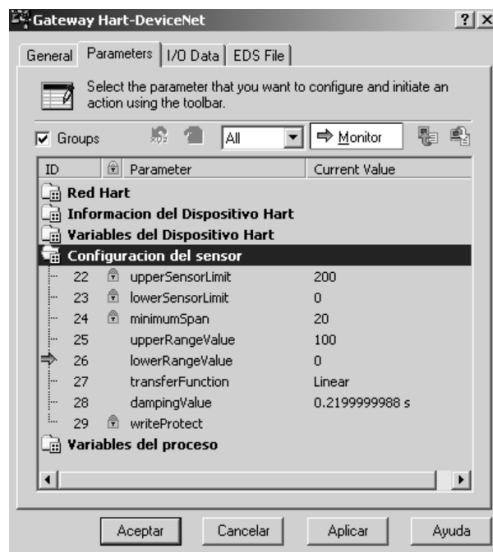 Gateway Hart-DeviceNet
General Parameters I/O Data EDS File
Select the parameter that you want to configure and initiate an
action using the toolbar.
Groups All Monitor
ID Parameter Current Value
Red Hart
Informacion del Dispositivo Hart
Variables del Dispositivo Hart
Configuracion del sensor
22 upperSensorLimit 200
23 lowerSensorLimit 0
24 minimumSpan 20
25 upperRangeValue 100
26 lowerRangeValue 0
27 transferFunction Linear
28 dampingValue 0.2199999988 s
29 writeProtect
Variables del proceso
Aceptar Cancelar Aplicar Ayuda